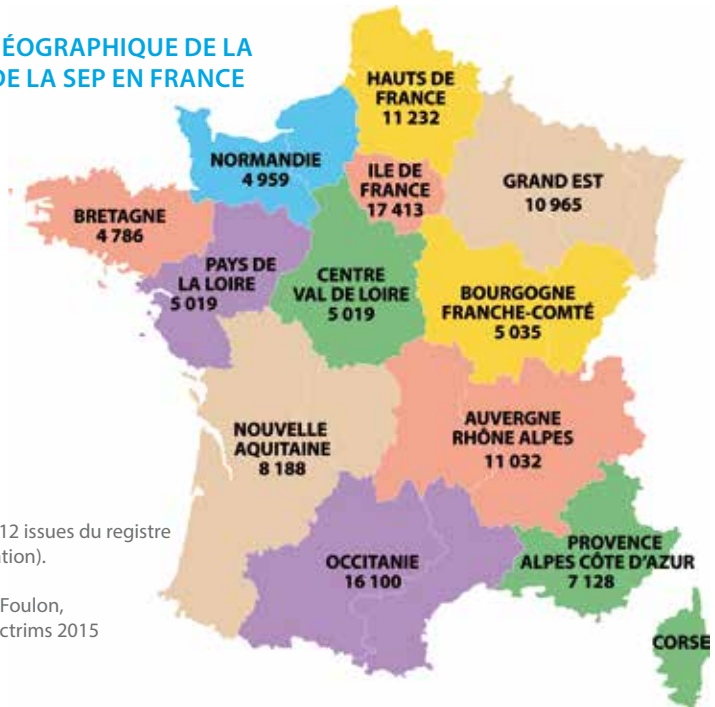 ÉOGRAPHIQUE DE LA
DE LA SEP EN FRANCE
HAUTS DE
FRANCE
11 232
NORMANDIE
4 959
ILE DE
FRANCE
17 413
GRAND EST
10 965
BRETAGNE
4 786
PAYS DE
LA LOIRE
5 019
CENTRE
VAL DE LOIRE
5 019
BOURGOGNE
FRANCHE-COMTÉ
5 035
NOUVELLE
AQUITAINE
8 188
AUVERGNE
RHÔNE ALPES
11 032
OCCITANIE
16 100
PROVENCE
ALPES CÔTE D'AZUR
7 128
CORSE
12 issues du registre
tion).
Foulon,
ctrims 2015